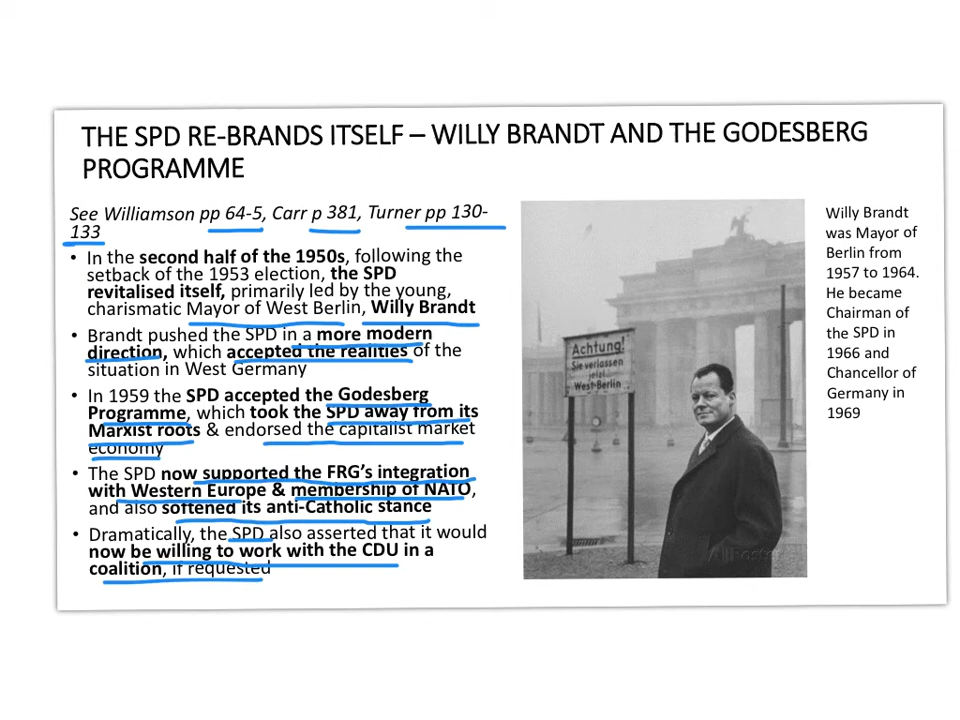 THE SPD RE-BRANDS ITSELF – WILLY BRANDT AND THE GODESBERG
PROGRAMME
See Williamson pp 64-5, Carr p 381, Turner pp 130-
133
• In the second half of the 1950s, following the
setback of the 1953 election, the SPD
revitalised itself, primarily led by the young,
charismatic Mayor of West Berlin, Willy Brandt
• Brandt pushed the SPD in a more modern
direction, which accepted the realities of the
situation in West Germany
• In 1959 the SPD accepted the Godesberg
Programme, which took the SPD away from its
Marxist roots & endorsed the capitalist market
economy
• The SPD now supported the FRG's integration
with Western Europe & membership of NATO,
and also softened its anti-Catholic stance
• Dramatically, the SPD also asserted that it would
now be willing to work with the CDU in a
coalition, if requested
Achtung!
Sie verlassen
jetzt
West-Berlin
AllPosters
Willy Brandt
was Mayor of
Berlin from
1957 to 1964.
He became
Chairman of
the SPD in
1966 and
Chancellor of
Germany in
1969